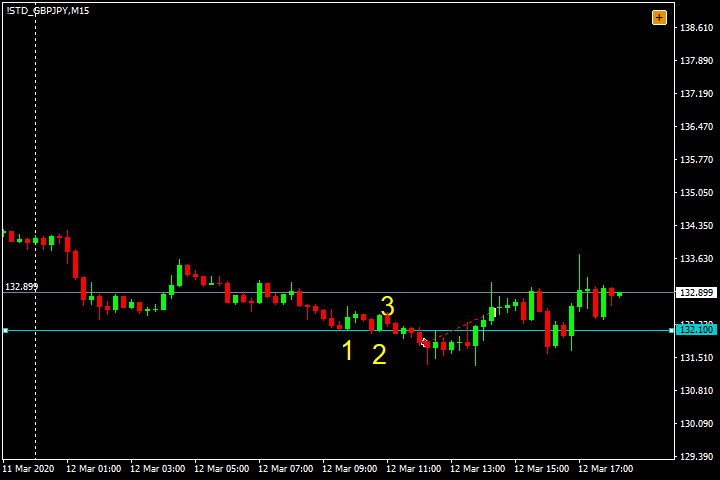 !STD_GBPJPY,M15
138.610
137.890
137.190
136.470
135.770
135.050
134.350
133.630
132.899
132.899
132.100
131.510
130.810
130.090
129.390
3
1
2
11 Mar 2020
12 Mar 01:00
12 Mar 03:00
12 Mar 05:00
12 Mar 07:00
12 Mar 09:00
12 Mar 11:00
12 Mar 13:00
12 Mar 15:00
12 Mar 17:00